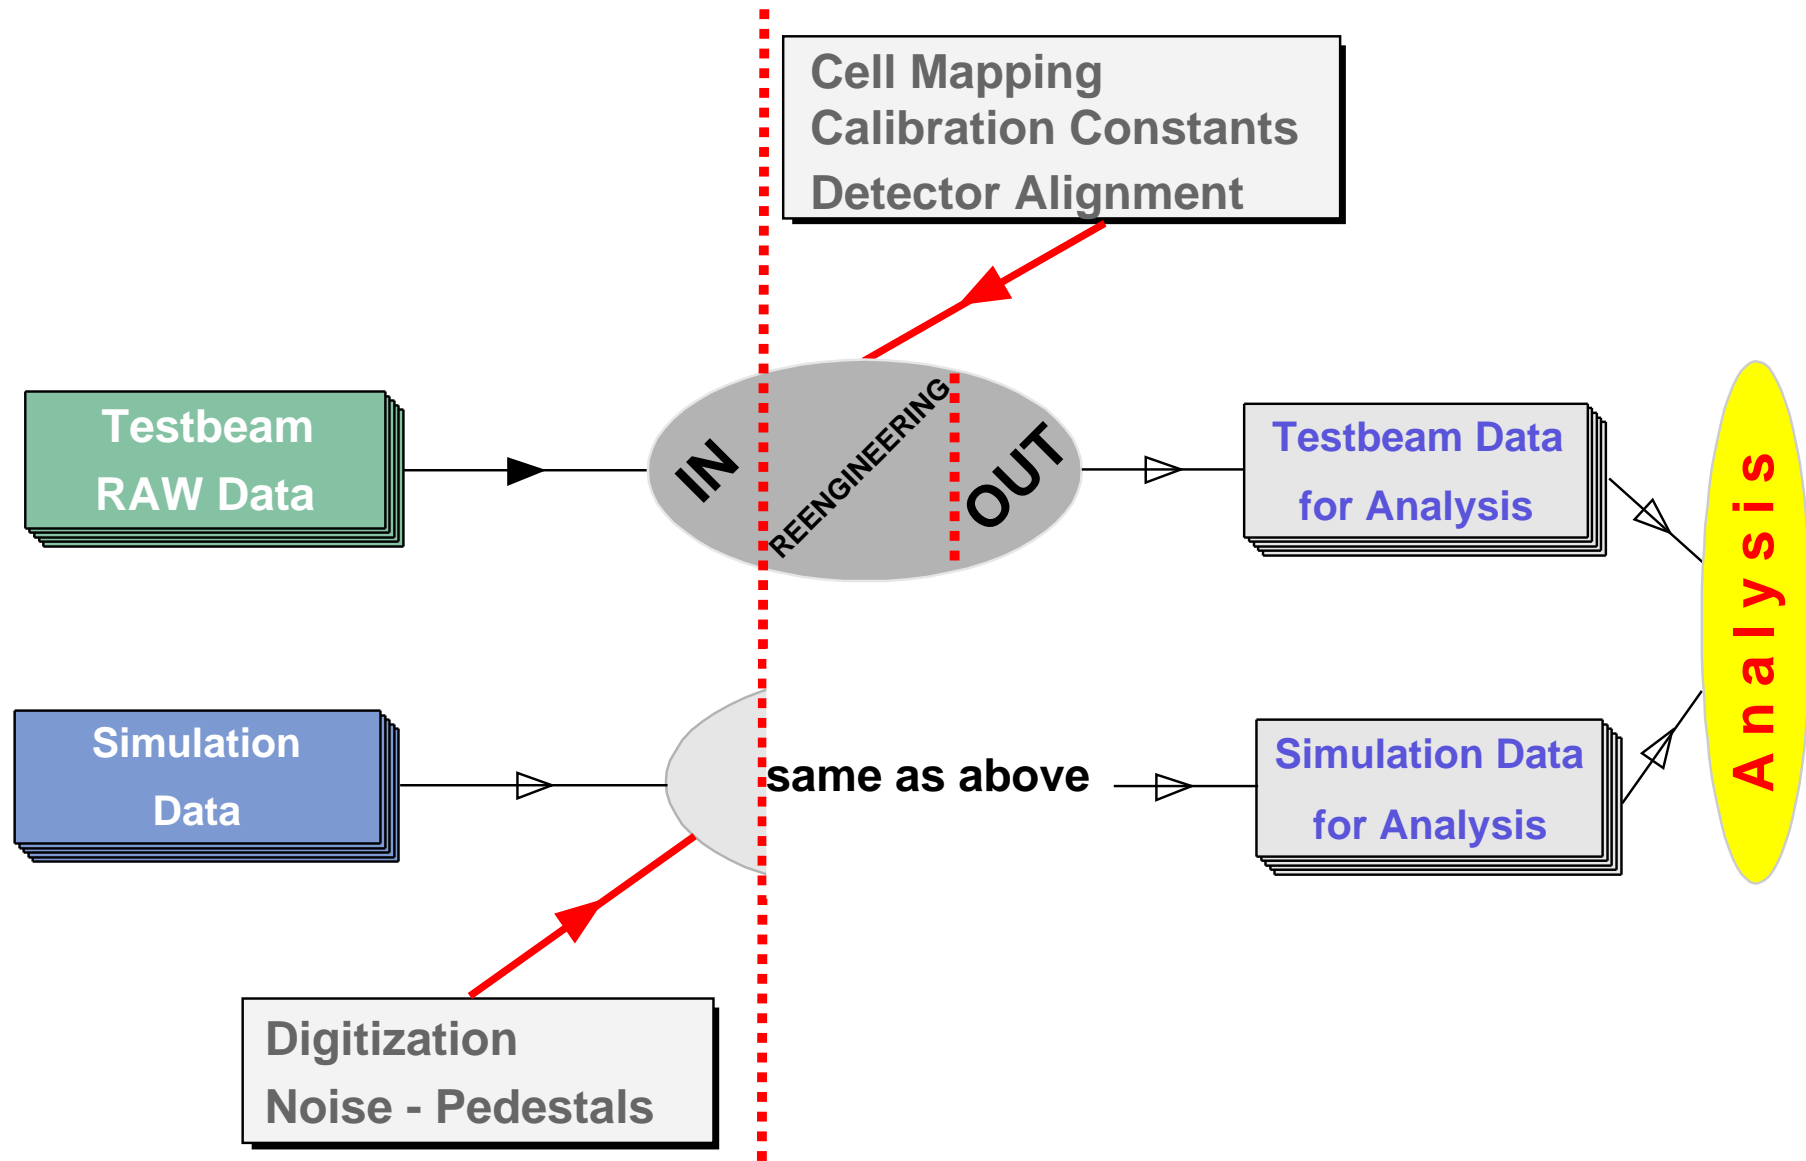 Cell Mapping
Calibration Constants
Detector Alignment
Testbeam
RAW Data
IN
REENGINEERING
OUT
Testbeam Data
for Analysis
Analysis
Simulation
Data
same as above
Simulation Data
for Analysis
Digitization
Noise - Pedestals